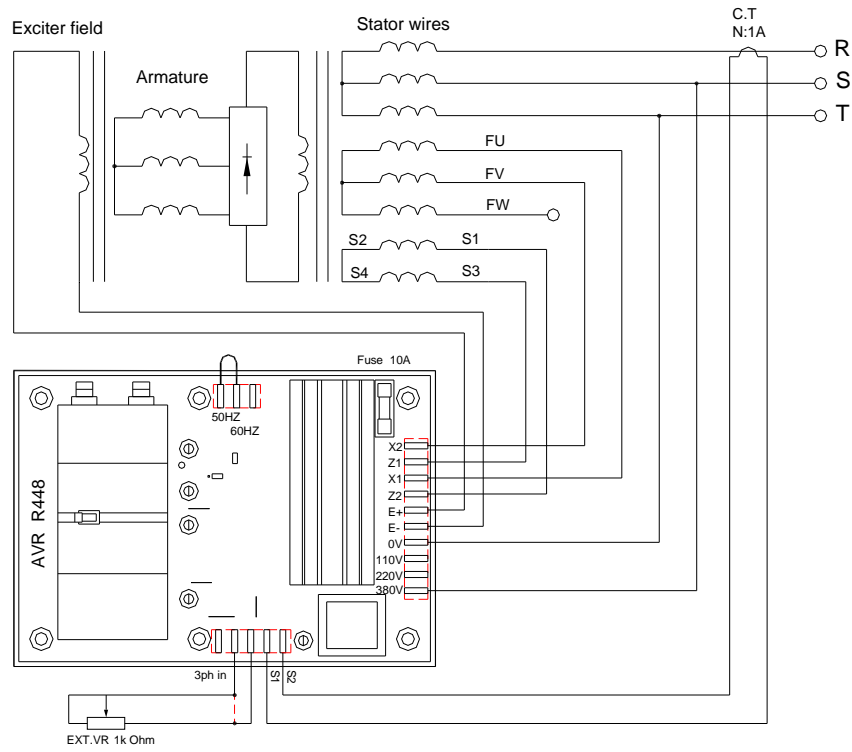 Exciter field
Stator wires
C.T
N:1A
R
S
T
Armature
FU
FV
FW
S2
S1
S4
S3
Fuse 10A
50HZ
60HZ
X2
Z1
X1
Z2
E+
E-
0V
110V
220V
380V
AVR R448
3ph in
S1
S2
EXT.VR 1k Ohm